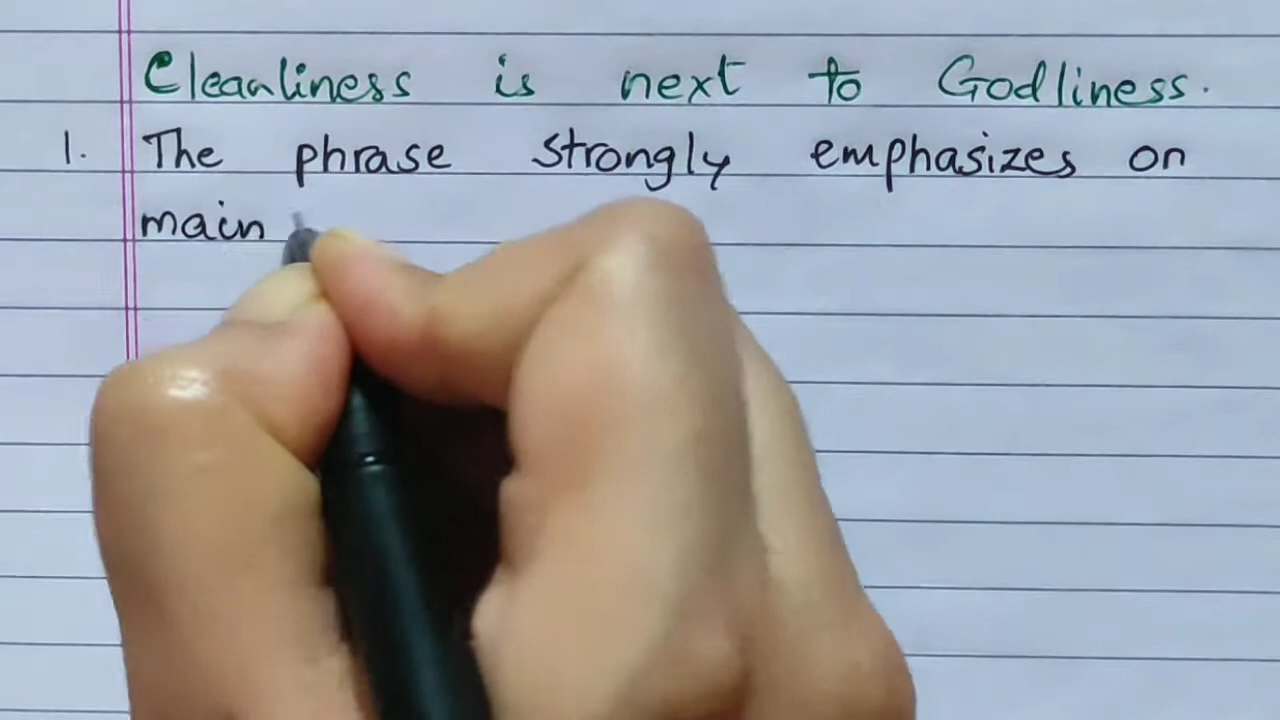 Cleanliness is next to Godliness.
1. The phrase strongly emphasizes on
main